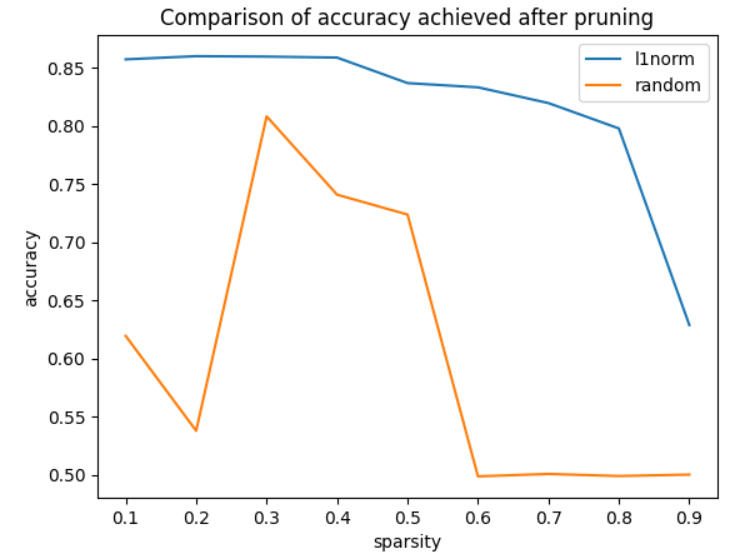 Comparison of accuracy achieved after pruning
l1norm
random
accuracy
0.85
0.80
0.75
0.70
0.65
0.60
0.55
0.50
0.1 0.2 0.3 0.4 0.5 0.6 0.7 0.8 0.9
sparsity